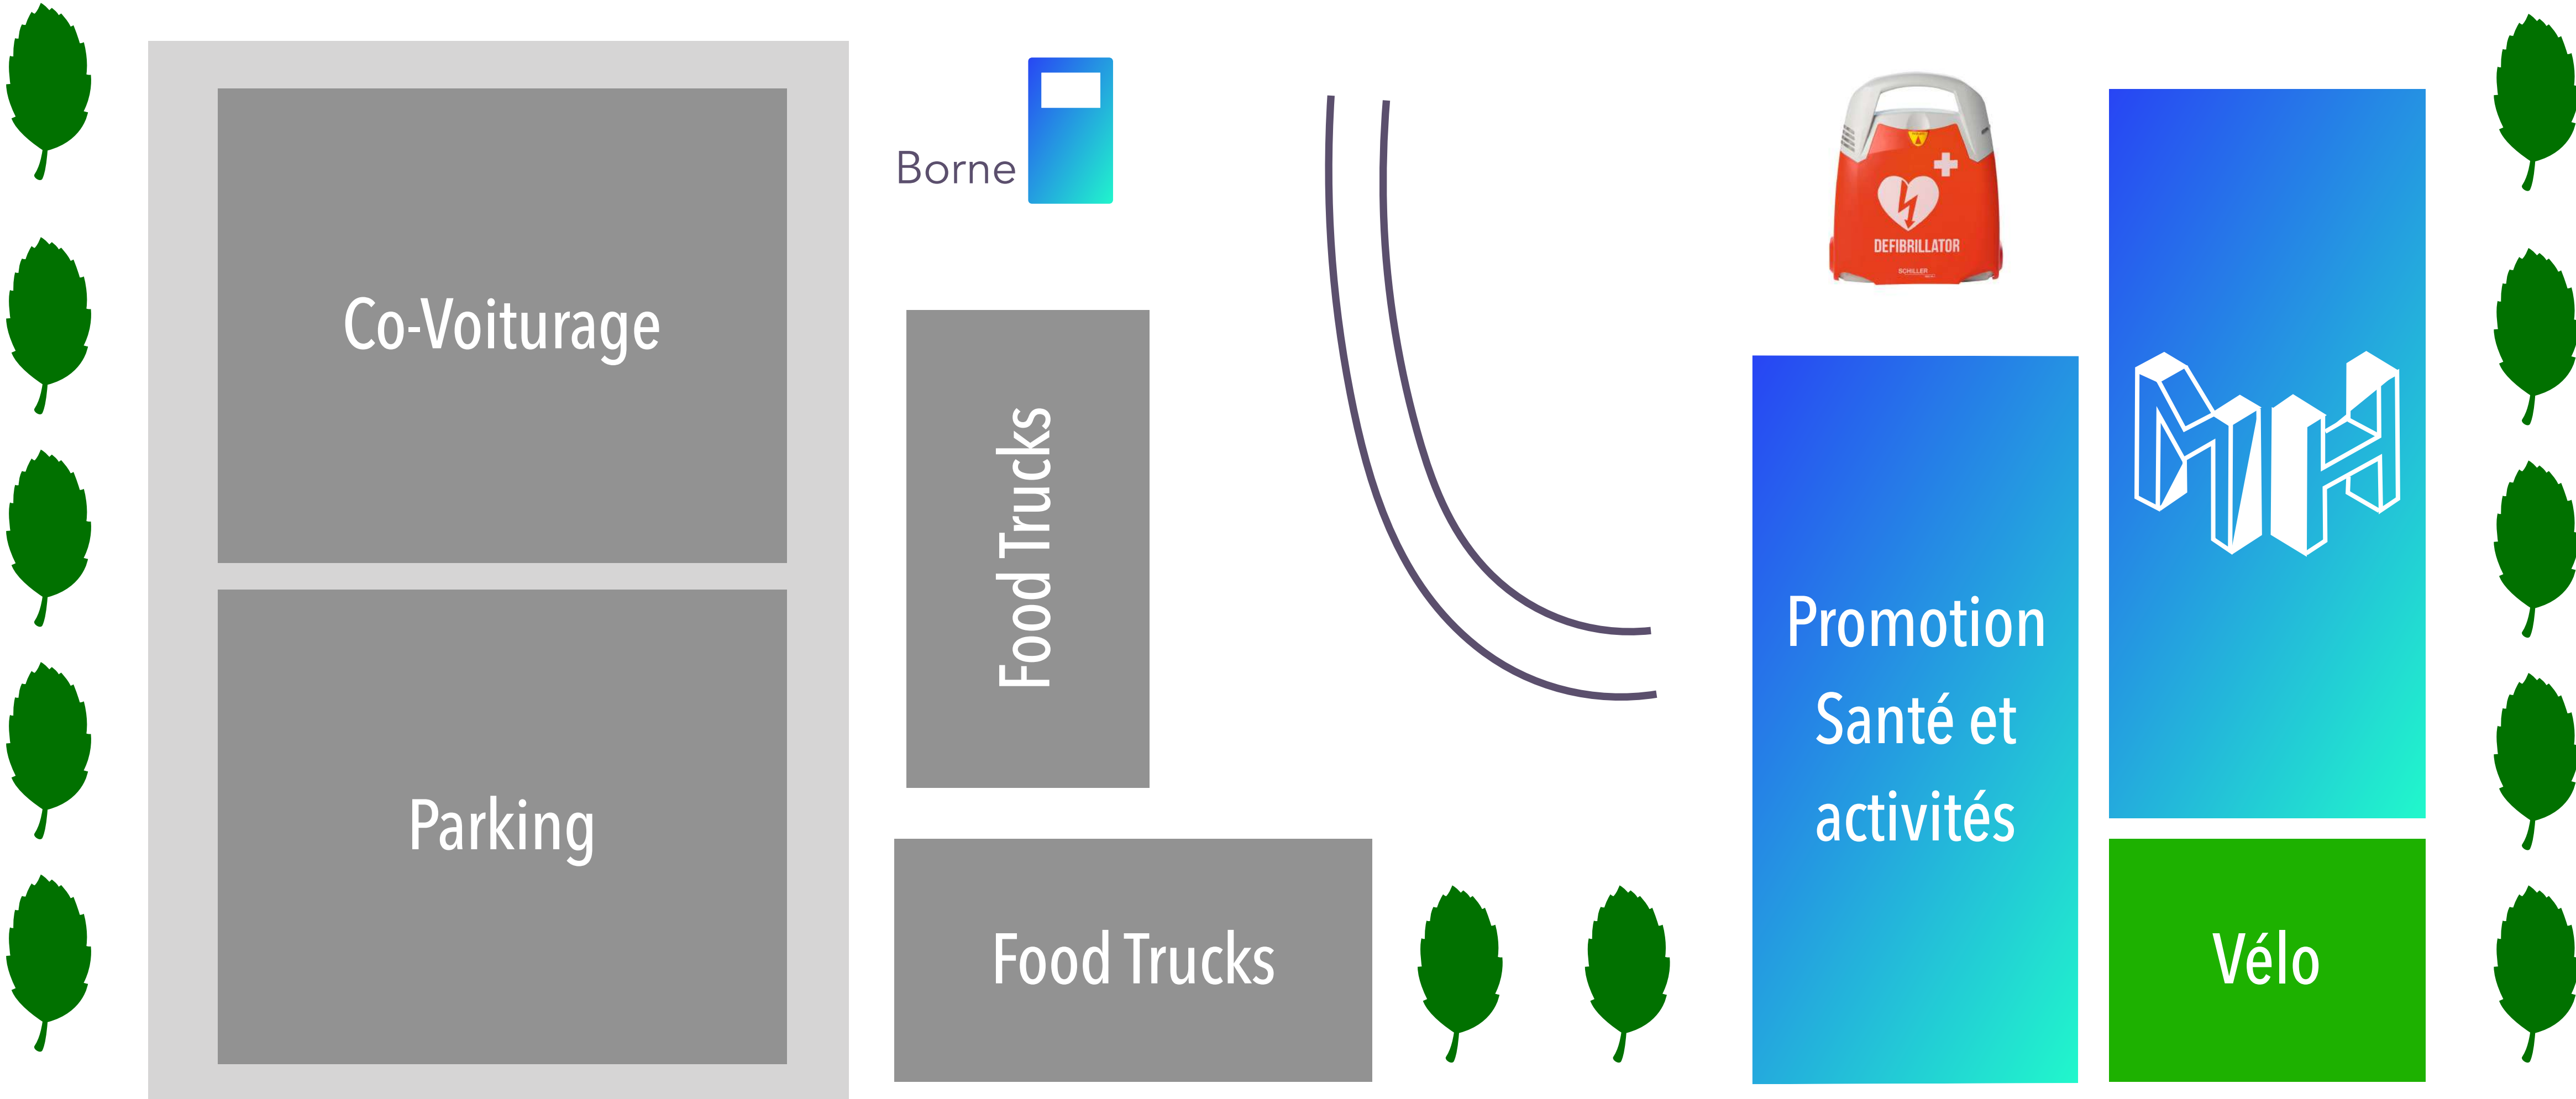 Co-Voiturage
Parking
Borne
Food Trucks
Food Trucks
DEFIBRILLATOR
SCHILLER
Promotion
Santé et
activités
MH
Vélo